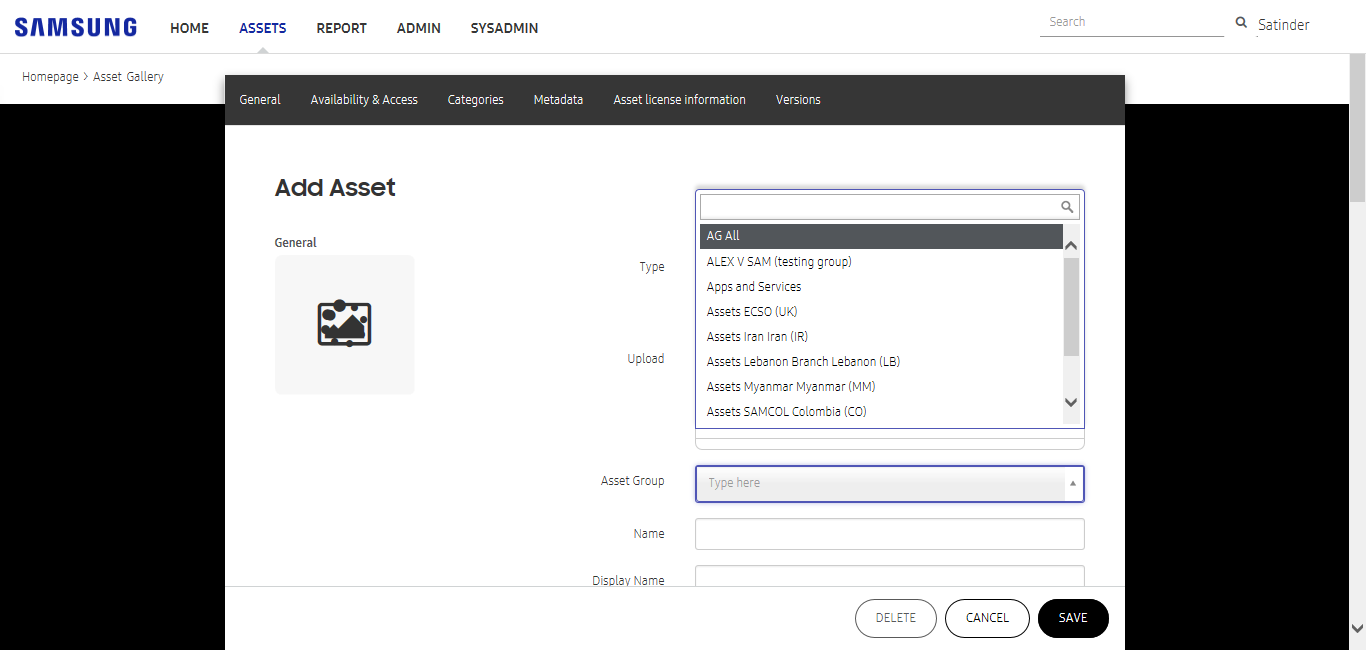 SAMSUNG HOME ASSETS REPORT ADMIN SYSADMIN Search Satinder
Homepage > Asset Gallery
General Availability & Access Categories Metadata Asset license information Versions
Add Asset
General
Type
AG All
ALEX V SAM (testing group)
Apps and Services
Assets ECSO (UK)
Assets Iran Iran (IR)
Upload
Assets Lebanon Branch Lebanon (LB)
Assets Myanmar Myanmar (MM)
Assets SAMCOL Colombia (CO)
Asset Group Type here
Name
Display Name
DELETE CANCEL SAVE